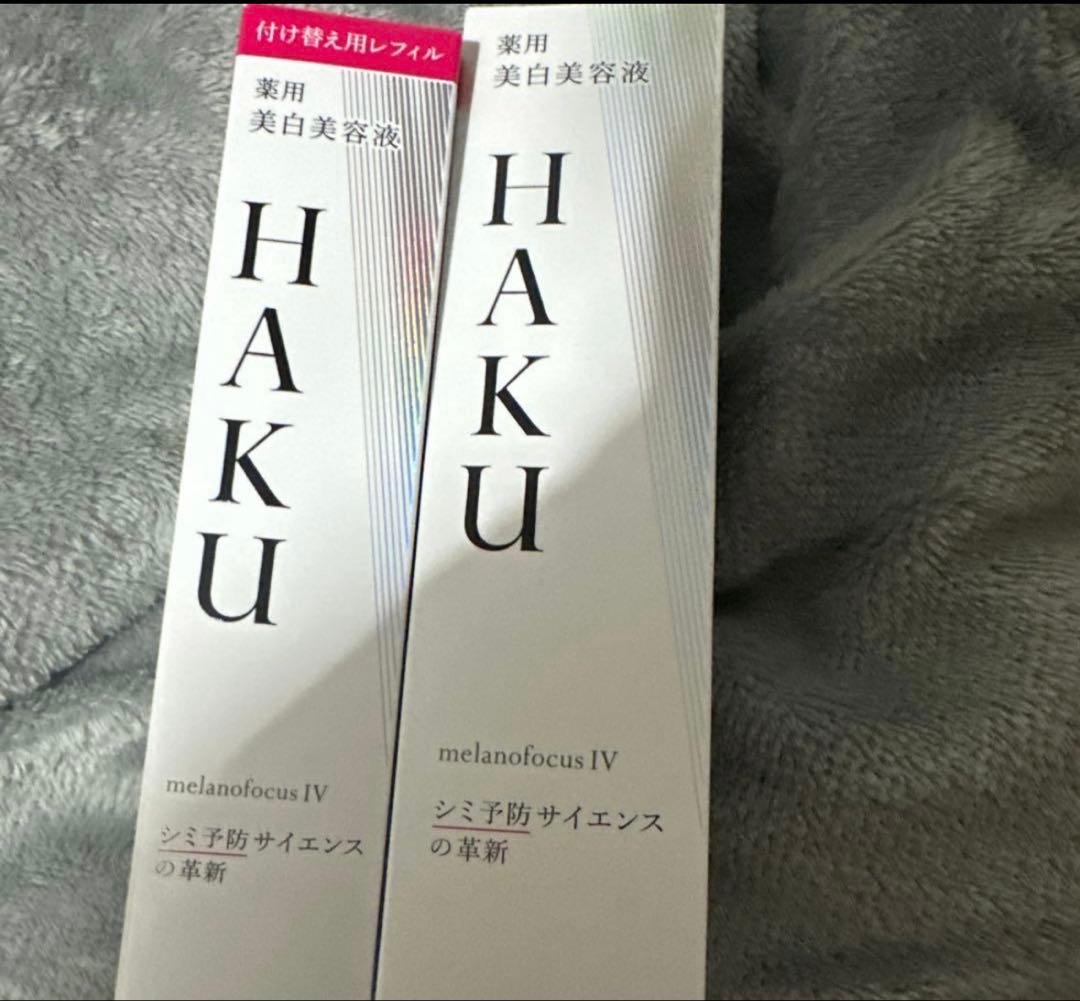 付け替え用レフィル
薬用
美白美容液
HAKU
melanofocus IV
シミ予防サイエンス
の革新
薬用
美白美容液
HAKU
melanofocus IV
シミ予防サイエンス
の革新